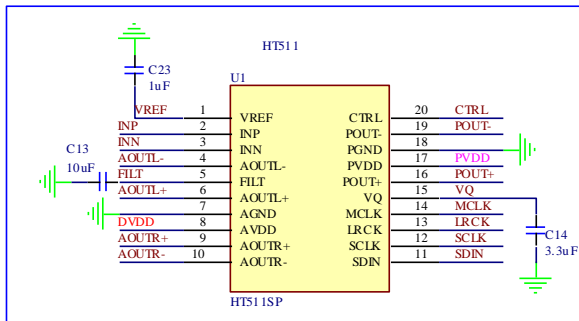 HT511
C23
1uF
U1
VREF 1 VREF CTRL 20 CTRL
INP 2 INP POUT- 19 POUT-
INN 3 INN PGND 18
C13
10uF
AOUTL- 4 AOUTL- PVDD 17 PVDD
FILT 5 FILT POUT+ 16 POUT+
AOUTL+ 6 AOUTL+ VQ 15 VQ
7 AGND MCLK 14 MCLK
DVDD 8 AVDD LRCK 13 LRCK
AOUTR+ 9 AOUTR+ SCLK 12 SCLK
AOUTR- 10 AOUTR- SDIN 11 SDIN
C14
3.3uF
HT511SP